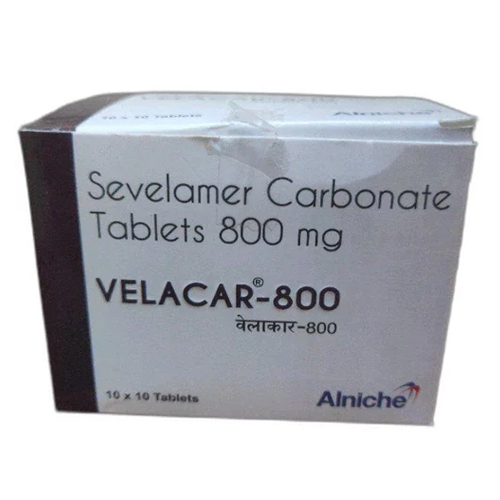 10 x 10 Tablets
Alniche
Sevelamer Carbonate
Tablets 800 mg
VELACAR®-800
वेलाकार-800
10 x 10 Tablets
Alniche